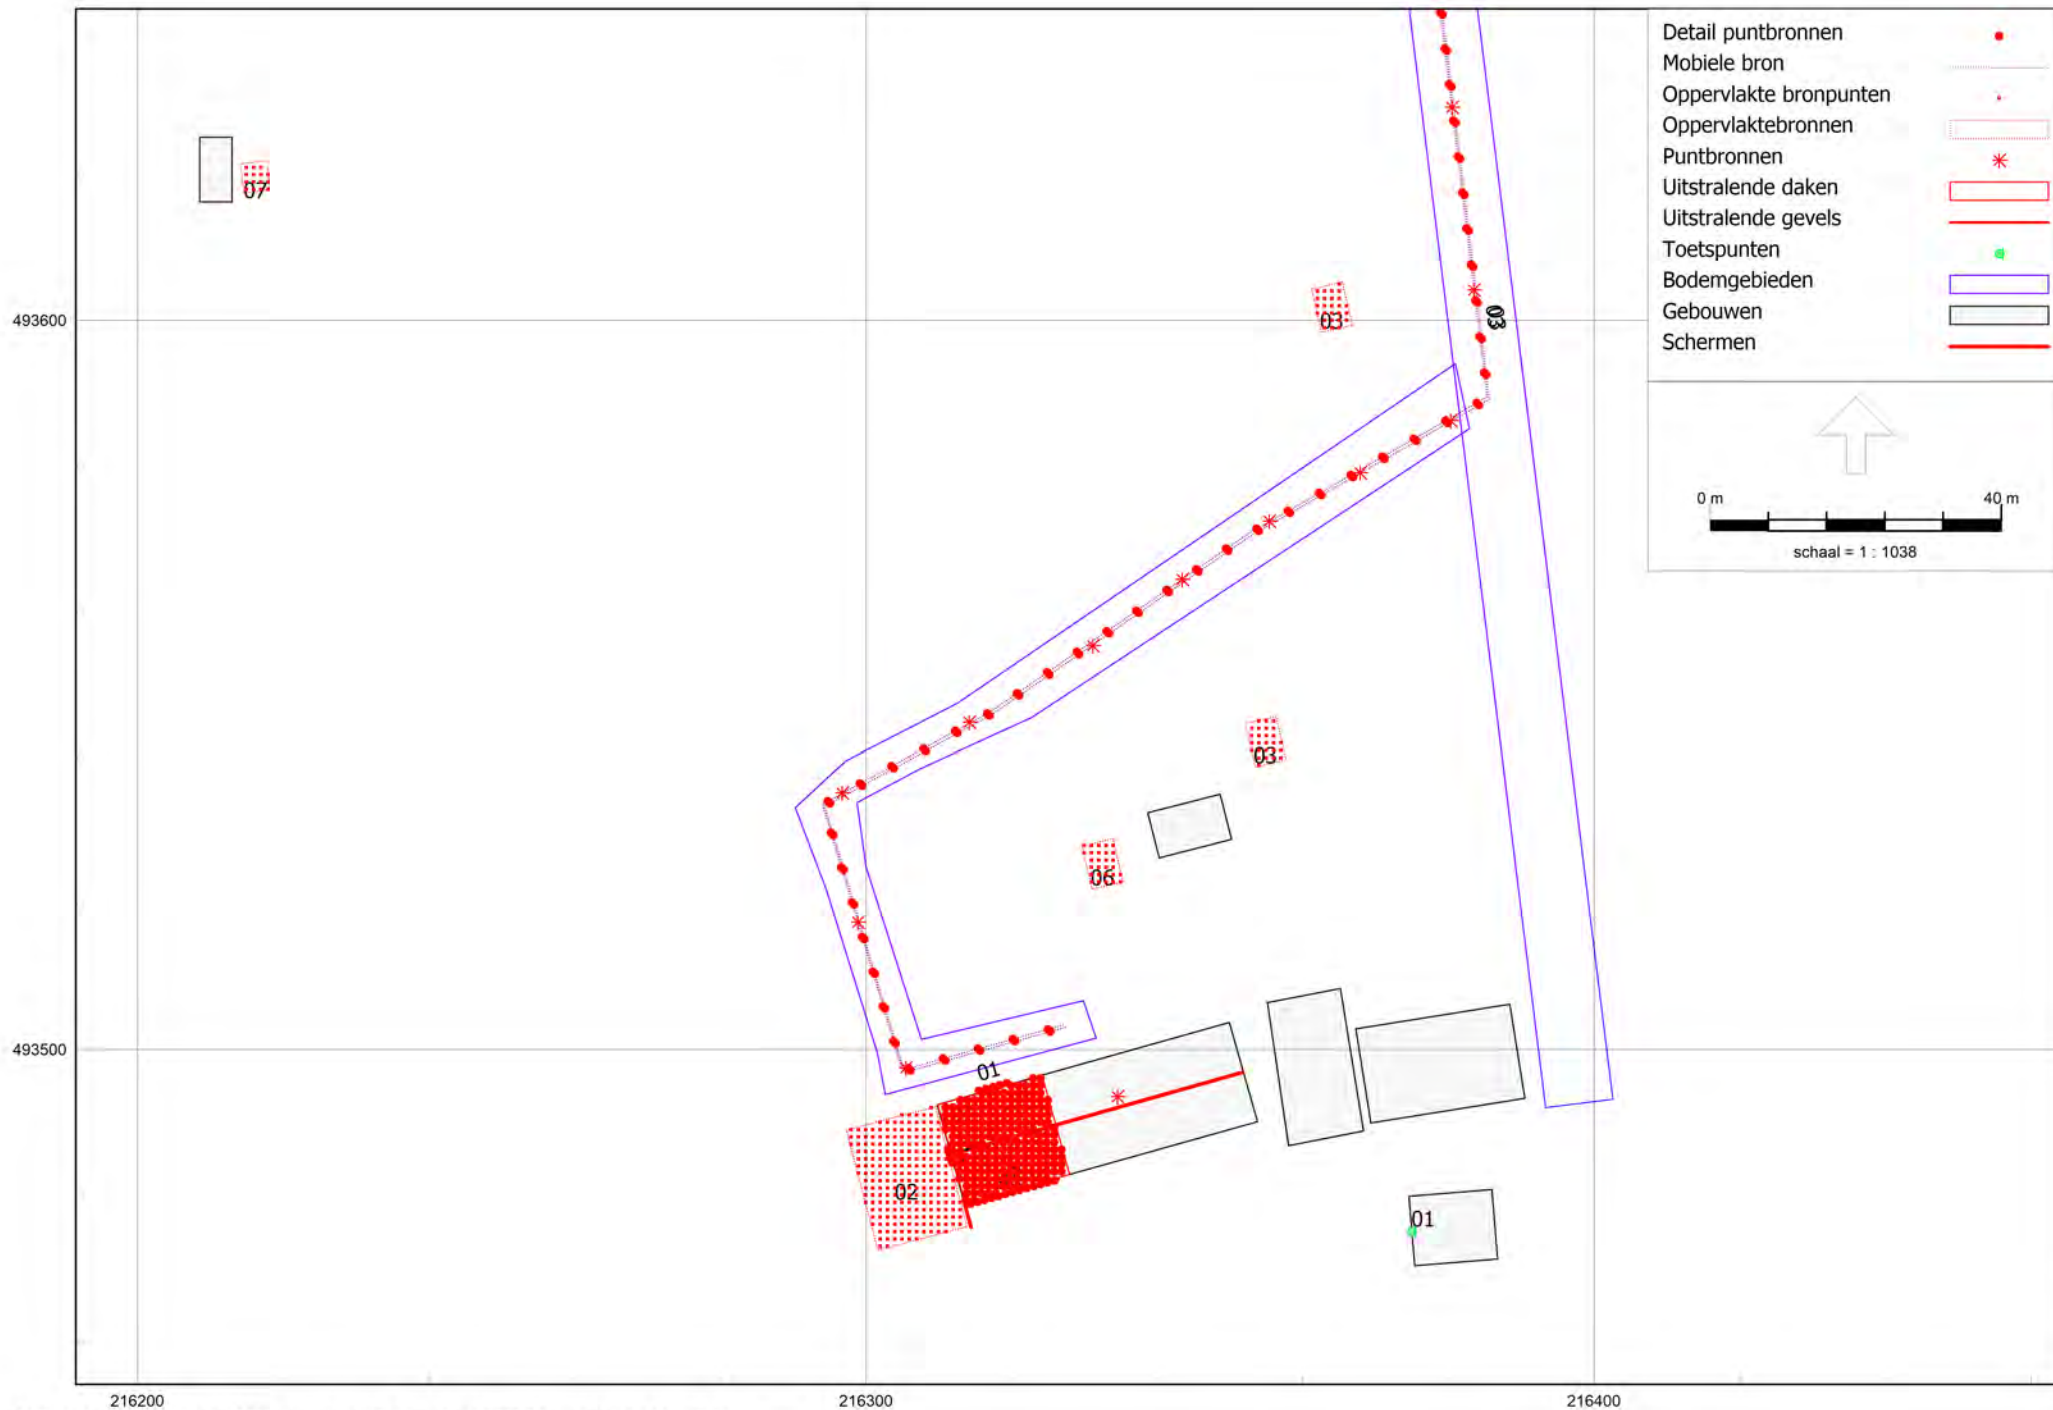 Detail puntbronnen
Mobiele bron
Oppervlakte bronpunten
Oppervlaktebronnen
Puntbronnen
Uitstralende daken
Uitstralende gevels
Toetspunten
Bodemgebieden
Gebouwen
Schermen
0 m 40 m
schaal = 1 : 1038
07
493600
03
03
03
06
493500
01
02
01
216200 216300 216400